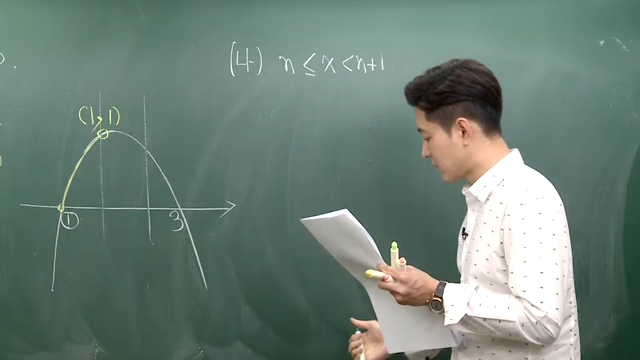 (4) n ≤ x < n+1.
(1, 1)
① 3